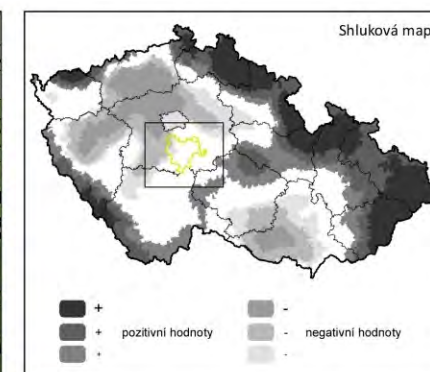 Shluková map
+ -
+ pozitivní hodnoty - negativní hodnoty
+ -